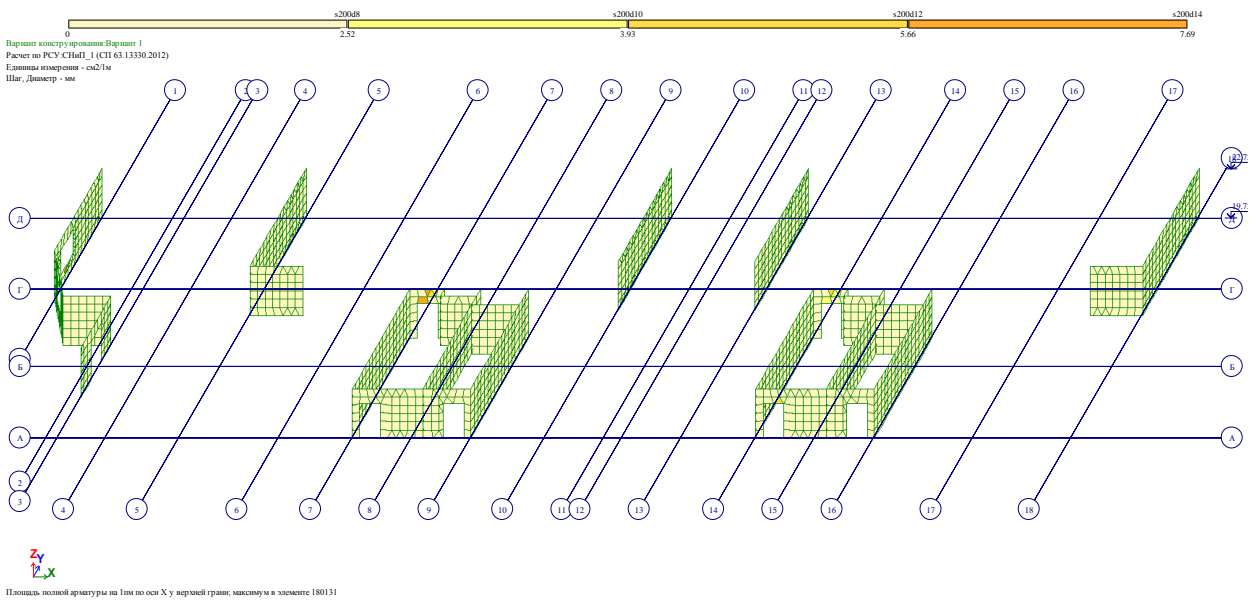 s200d8 s200d10 s200d12 s200d14
0 2.52 3.93 5.66 7.69
Вариант конструирования:Вариант 1
Расчет по РСУ:СНиП_1 (СП 63.13330.2012)
Единицы измерения - см2/1м
Шаг, Диаметр - мм
1 2 3 4 5 6 7 8 9 10 11 12 13 14 15 16 17
Д
Г Г
Б Б
А А
2
3 4 5 6 7 8 9 10 11 12 13 14 15 16 17 18
Z Y
X
Площадь полной арматуры на 1пм по оси X у верхней грани; максимум в элементе 180131